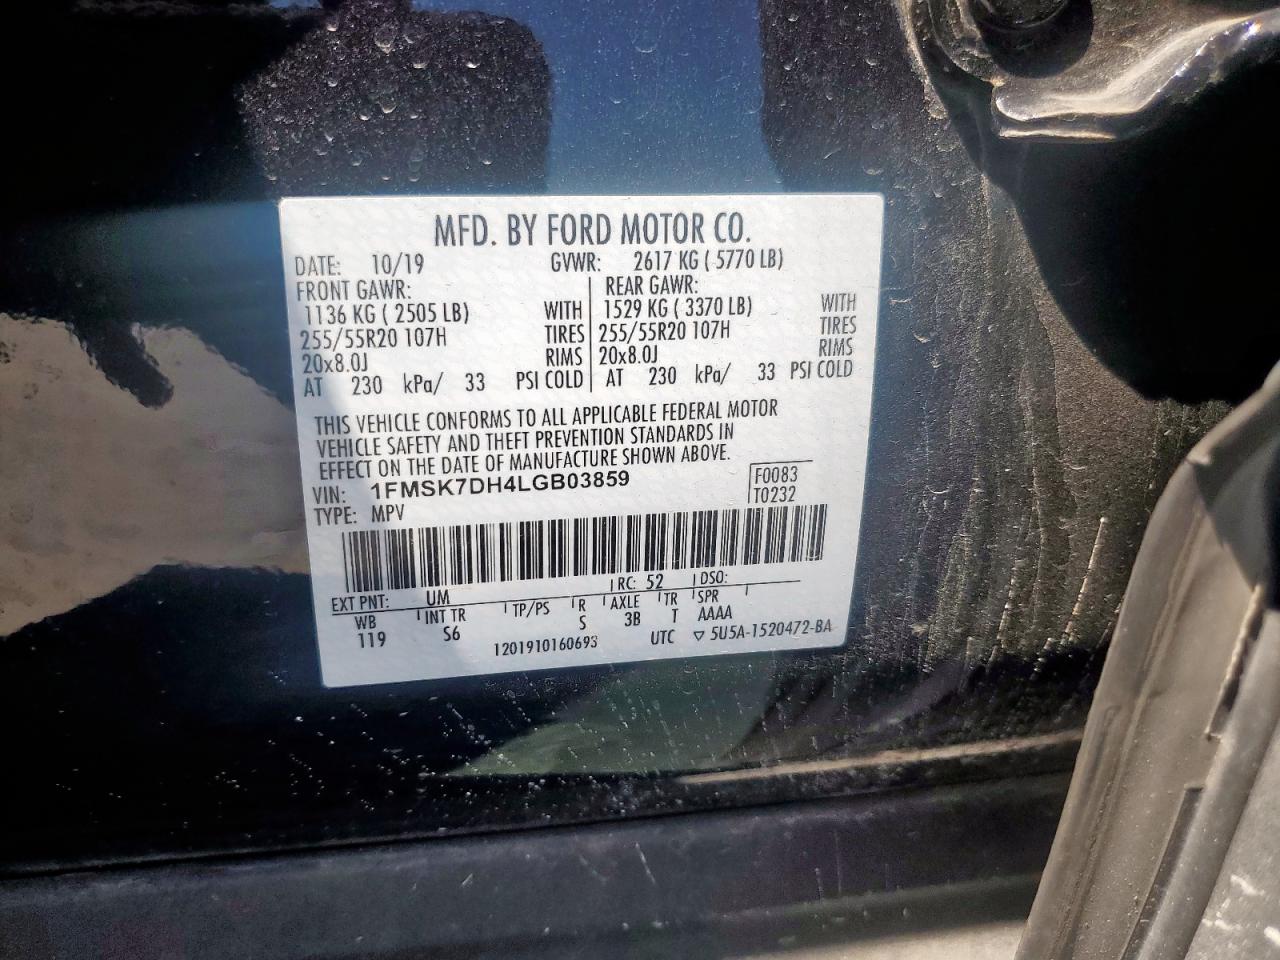 MFD. BY FORD MOTOR CO.
DATE: 10/19 GVWR: 2617 KG ( 5770 LB)
FRONT GAWR: REAR GAWR:
1136 KG ( 2505 LB) WITH 1529 KG ( 3370 LB) WITH
255/55R20 107H TIRES 255/55R20 107H TIRES
20x8.0J RIMS 20x8.0J RIMS
AT 230 kPa/ 33 PSI COLD AT 230 kPa/ 33 PSI COLD
THIS VEHICLE CONFORMS TO ALL APPLICABLE FEDERAL MOTOR
VEHICLE SAFETY AND THEFT PREVENTION STANDARDS IN
EFFECT ON THE DATE OF MANUFACTURE SHOWN ABOVE.
VIN: 1FMSK7DH4LGB03859 F0083
TYPE: MPV T0232
EXT PNT: UM RC: 52 DSO:
WB INT TR TP/PS R AXLE TR SPR
119 S6 S 3B T AAAA
1201910160693 UTC ▽ 5U5A-1520472-BA